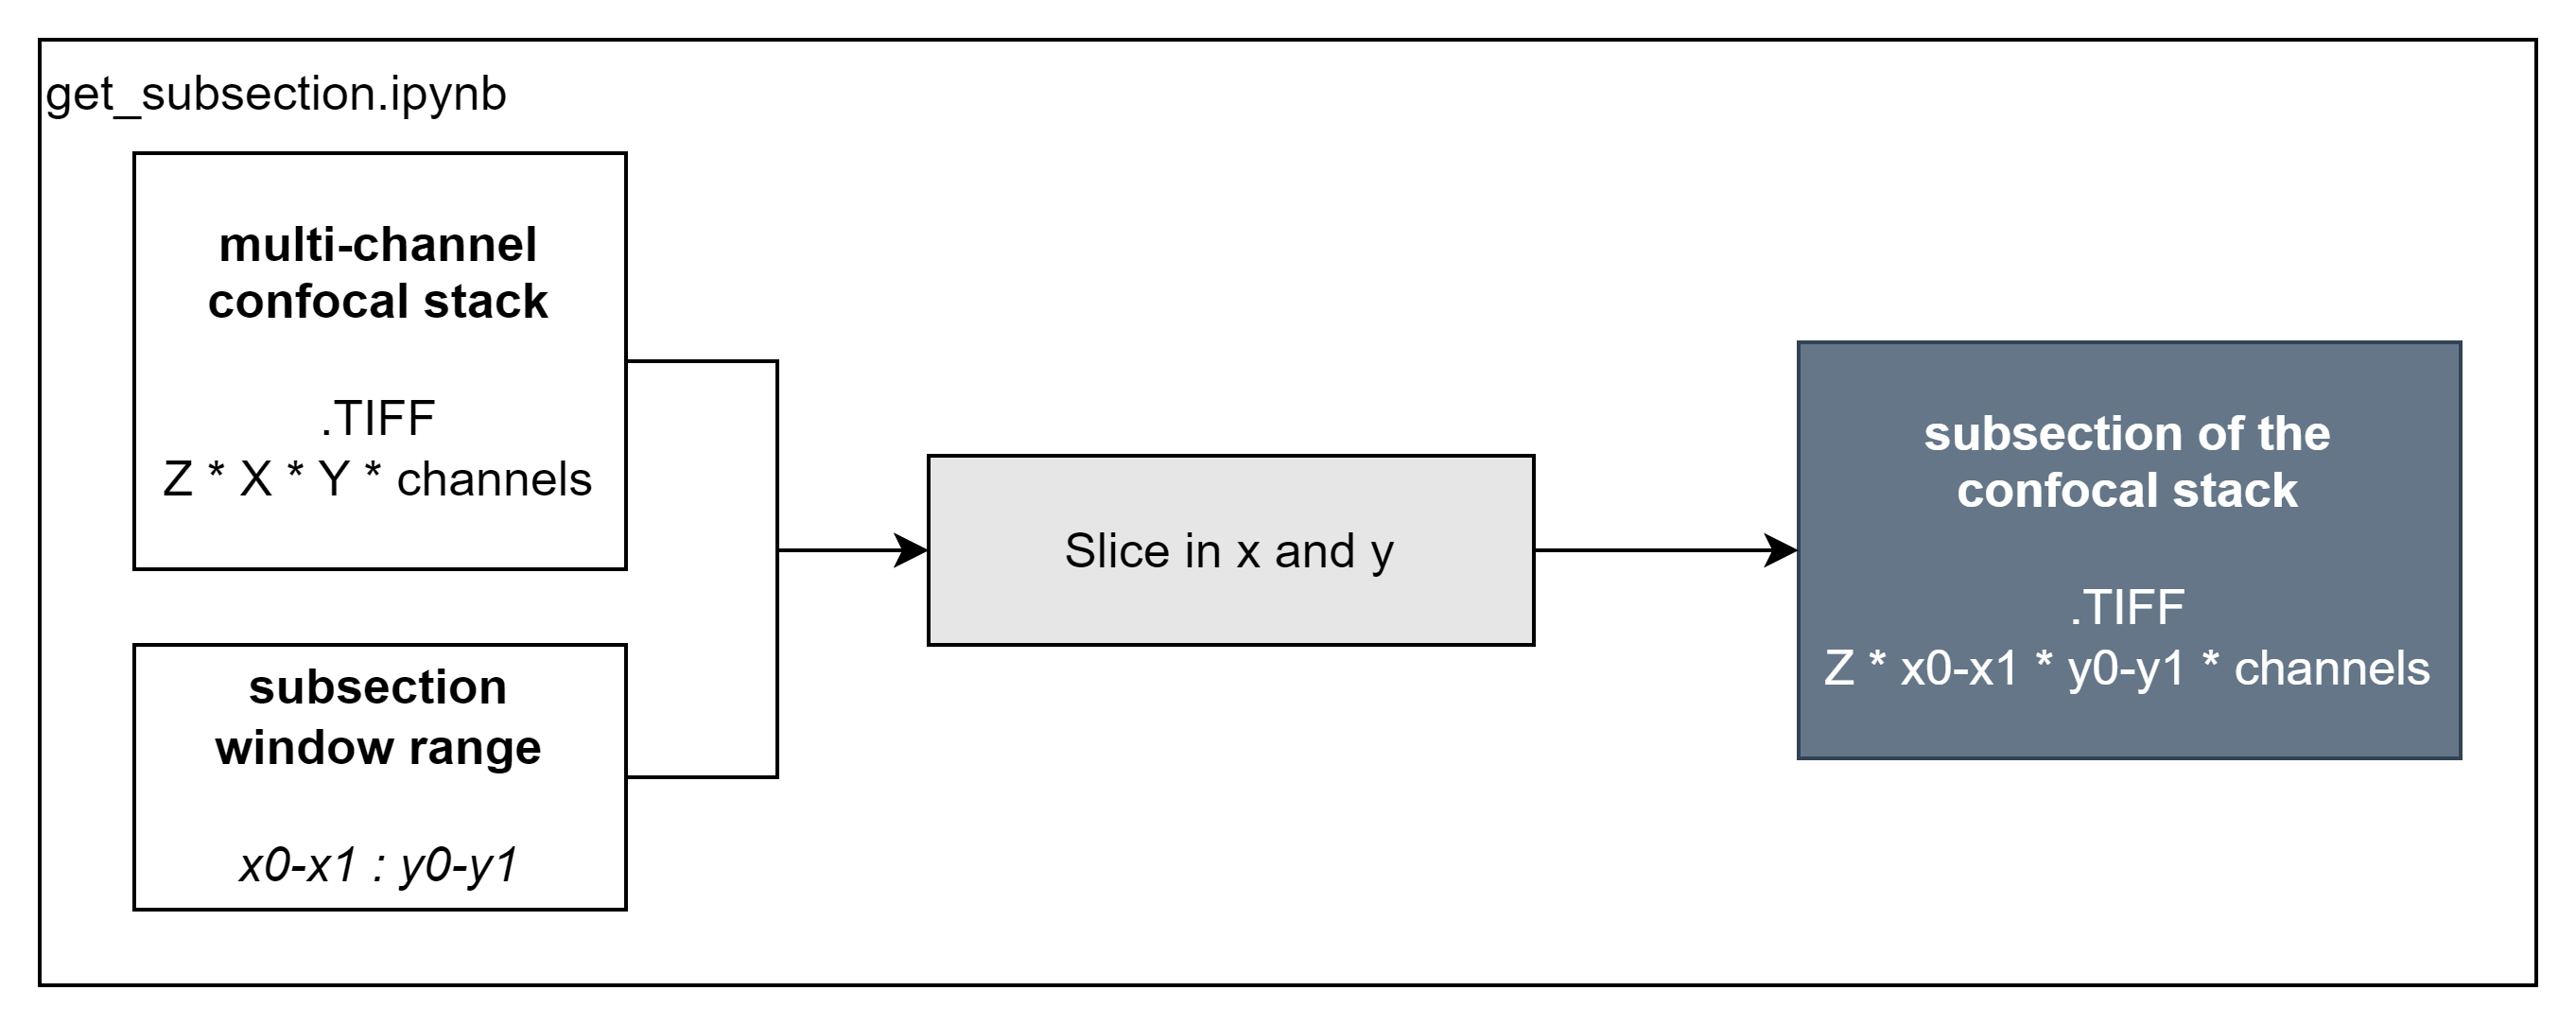 get_subsection.ipynb
multi-channel
confocal stack
.TIFF
Z * X * Y * channels
subsection
window range
x0-x1 : y0-y1
Slice in x and y
subsection of the
confocal stack
.TIFF
Z * x0-x1 * y0-y1 * channels